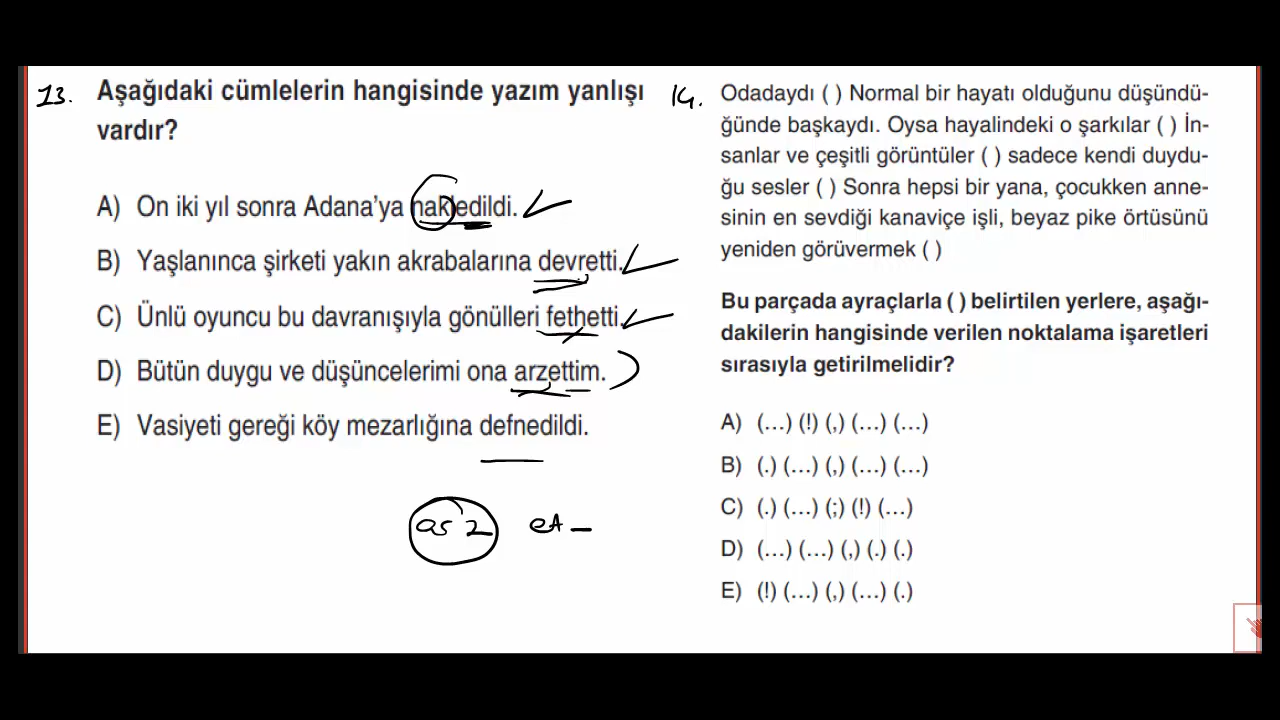 13. Aşağıdaki cümlelerin hangisinde yazım yanlışı
vardır?
A) On iki yıl sonra Adana'ya nakledildi.
B) Yaşlanınca şirketi yakın akrabalarına devretti.
C) Ünlü oyuncu bu davranışıyla gönülleri fethetti.
D) Bütün duygu ve düşüncelerimi ona arzettim.
E) Vasiyeti gereği köy mezarlığına defnedildi.
14. Odadaydı ( ) Normal bir hayatı olduğunu düşündü-
ğünde başkaydı. Oysa hayalindeki o şarkılar ( ) İn-
sanlar ve çeşitli görüntüler ( ) sadece kendi duydu-
ğu sesler ( ) Sonra hepsi bir yana, çocukken anne-
sinin en sevdiği kanaviçe işli, beyaz pike örtüsünü
yeniden görüvermek ( )
Bu parçada ayraçlarla ( ) belirtilen yerlere, aşağı-
dakilerin hangisinde verilen noktalama işaretleri
sırasıyla getirilmelidir?
A) (...) (!) (,) (...) (...)
B) (.) (...) (,) (...) (...)
C) (.) (...) (;) (!) (...)
D) (...) (...) (,) (.) (.)
E) (!) (...) (,) (...) (.)